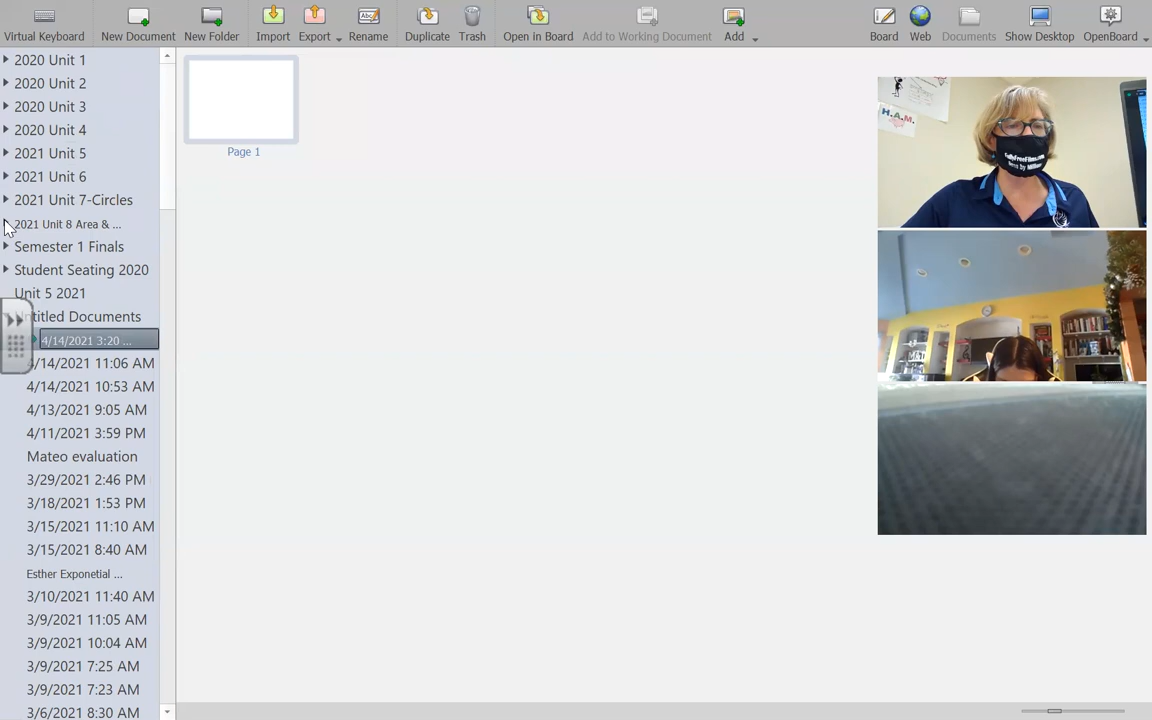 Virtual Keyboard
New Document
New Folder
Import
Export
Rename
Duplicate
Trash
Open in Board
Add to Working Document
Add
Board
Web
Documents
Show Desktop
OpenBoard
2020 Unit 1
2020 Unit 2
2020 Unit 3
2020 Unit 4
2021 Unit 5
2021 Unit 6
2021 Unit 7-Circles
2021 Unit 8 Area & ...
Semester 1 Finals
Student Seating 2020
Unit 5 2021
ntitled Documents
4/14/2021 3:20 ...
4/14/2021 11:06 AM
4/14/2021 10:53 AM
4/13/2021 9:05 AM
4/11/2021 3:59 PM
Mateo evaluation
3/29/2021 2:46 PM
3/18/2021 1:53 PM
3/15/2021 11:10 AM
3/15/2021 8:40 AM
Esther Exponetial ...
3/10/2021 11:40 AM
3/9/2021 11:05 AM
3/9/2021 10:04 AM
3/9/2021 7:25 AM
3/9/2021 7:23 AM
3/6/2021 8:30 AM
Page 1
H.A.M.